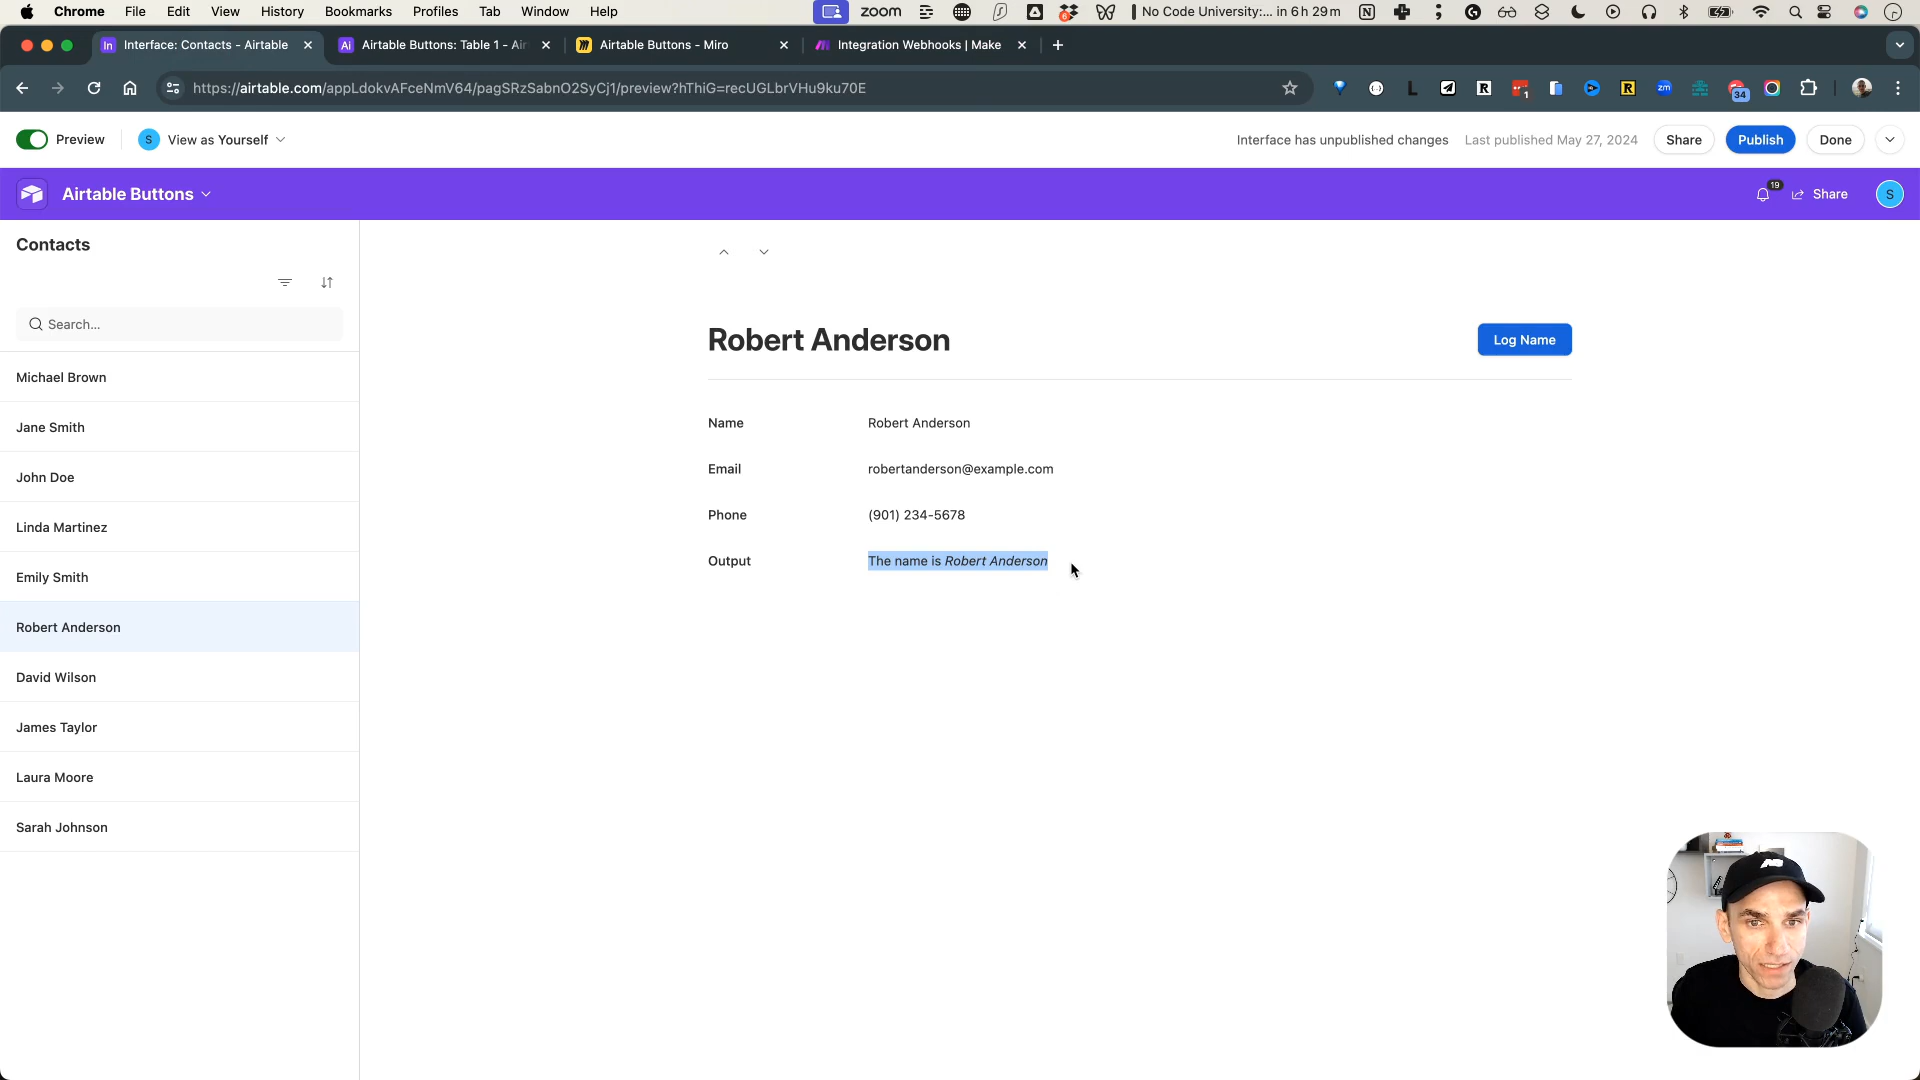 Chrome File Edit View History Bookmarks Profiles Tab Window Help zoom No Code University:... in 6 h 29 m
Interface: Contacts - Airtable Airtable Buttons: Table 1 - Air Airtable Buttons - Miro Integration Webhooks | Make
https://airtable.com/appLdokvAFceNmV64/pagSRzSabnO2SyCj1/preview?hThiG=recUGLbrVHu9ku70E
Preview S View as Yourself Interface has unpublished changes Last published May 27, 2024 Share Publish Done
Airtable Buttons 19 Share S
Contacts
Search...
Michael Brown
Jane Smith
John Doe
Linda Martinez
Emily Smith
Robert Anderson
David Wilson
James Taylor
Laura Moore
Sarah Johnson
Robert Anderson Log Name
Name Robert Anderson
Email robertanderson@example.com
Phone (901) 234-5678
Output The name is Robert Anderson